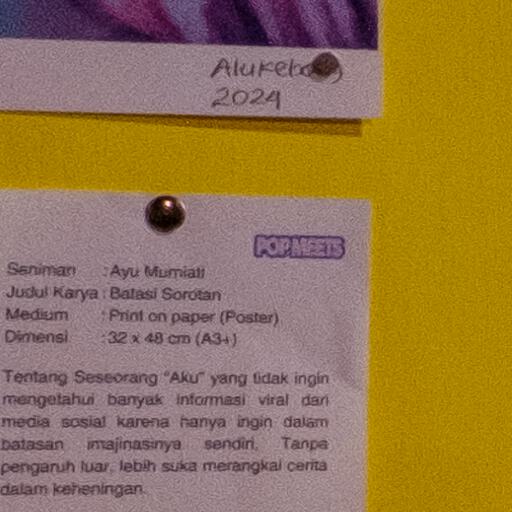 2024
POP MEETS
Seniman : Ayu Murniati
Judul Karya : Batasi Sorotan
Medium : Print on paper (Poster)
Dimensi : 32 x 48 cm (A3+)
Tentang Seseorang "Aku" yang tidak ingin
mengetahui banyak informasi viral dari
media sosial karena hanya ingin dalam
batasan imajinasinya sendiri. Tanpa
pengaruh luar, lebih suka merangkai cerita
dalam keheningan.